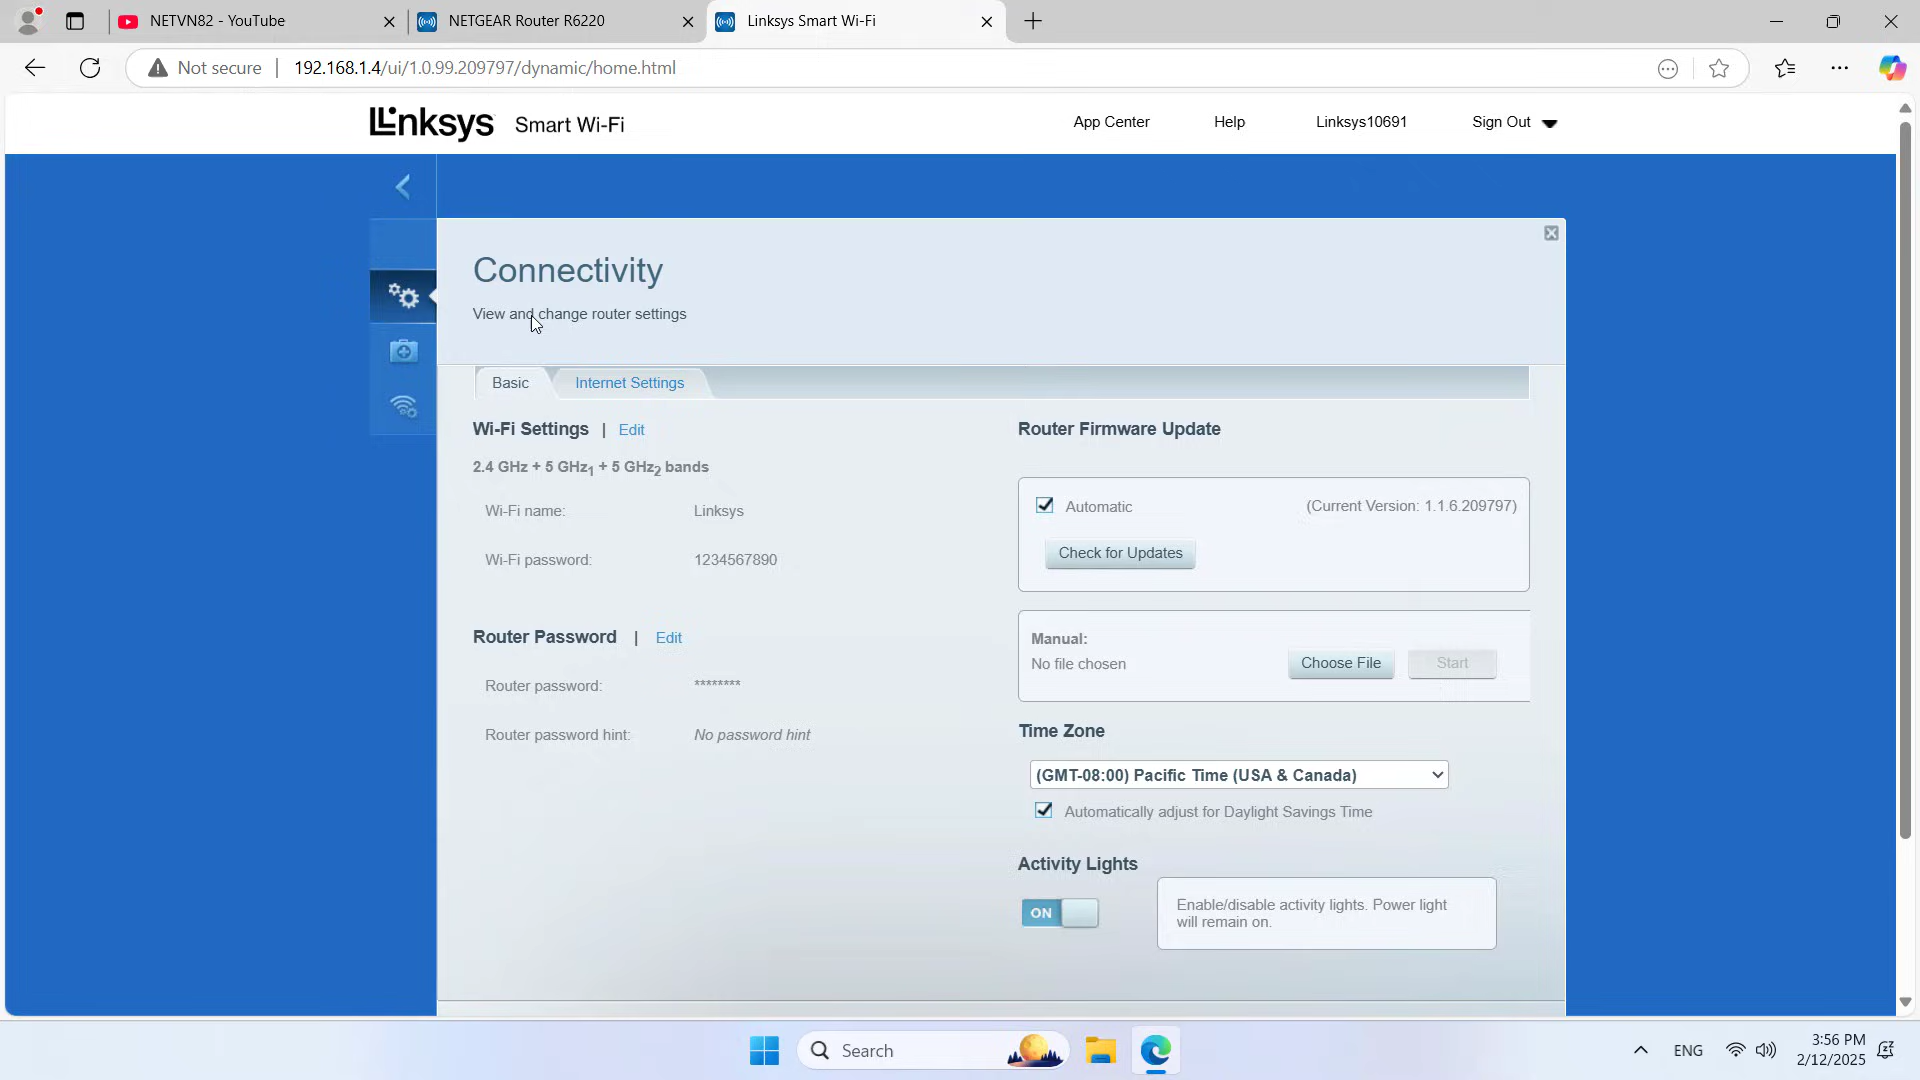 NETVN82 - YouTube
NETGEAR Router R6220
Linksys Smart Wi-Fi
Not secure
192.168.1.4/ui/1.0.99.209797/dynamic/home.html
Linksys Smart Wi-Fi
App Center
Help
Linksys10691
Sign Out
Connectivity
View and change router settings
Basic
Internet Settings
Wi-Fi Settings | Edit
2.4 GHz + 5 GHz1 + 5 GHz2 bands
Wi-Fi name: Linksys
Wi-Fi password: 1234567890
Router Password | Edit
Router password: ********
Router password hint: No password hint
Router Firmware Update
Automatic
(Current Version: 1.1.6.209797)
Check for Updates
Manual:
No file chosen
Choose File
Start
Time Zone
(GMT-08:00) Pacific Time (USA & Canada)
Automatically adjust for Daylight Savings Time
Activity Lights
ON
Enable/disable activity lights. Power light
will remain on.
Search
ENG
3:56 PM
2/12/2025